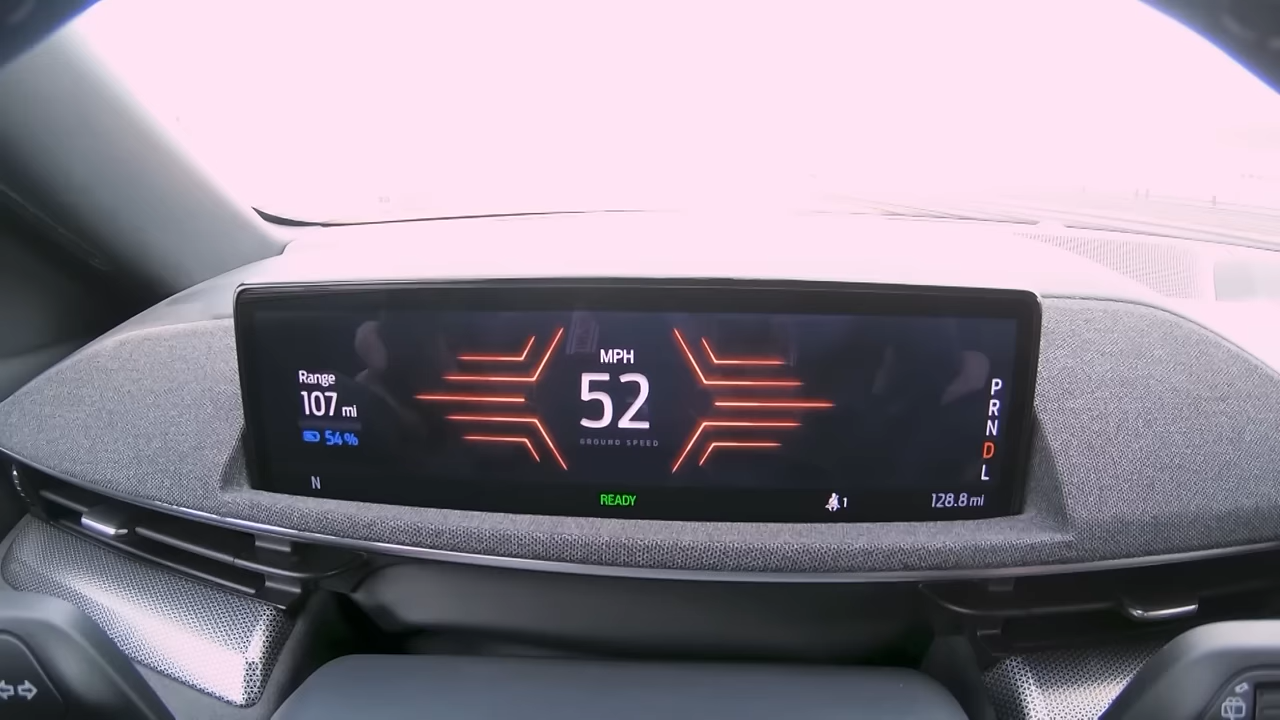 Range
107 mi
54%
N
MPH
52
GROUND SPEED
READY
1
P
R
N
D
L
128.8 mi